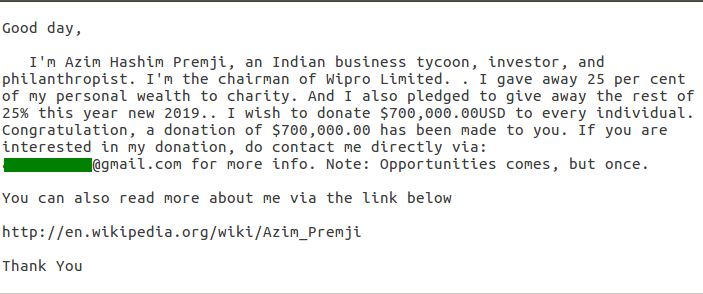 Good day,
I'm Azim Hashim Premji, an Indian business tycoon, investor, and
philanthropist. I'm the chairman of Wipro Limited. . I gave away 25 per cent
of my personal wealth to charity. And I also pledged to give away the rest of
25% this year new 2019.. I wish to donate $700,000.00USD to every individual.
Congratulation, a donation of $700,000.00 has been made to you. If you are
interested in my donation, do contact me directly via:
@gmail.com for more info. Note: Opportunities comes, but once.
You can also read more about me via the link below
http://en.wikipedia.org/wiki/Azim_Premji
Thank You